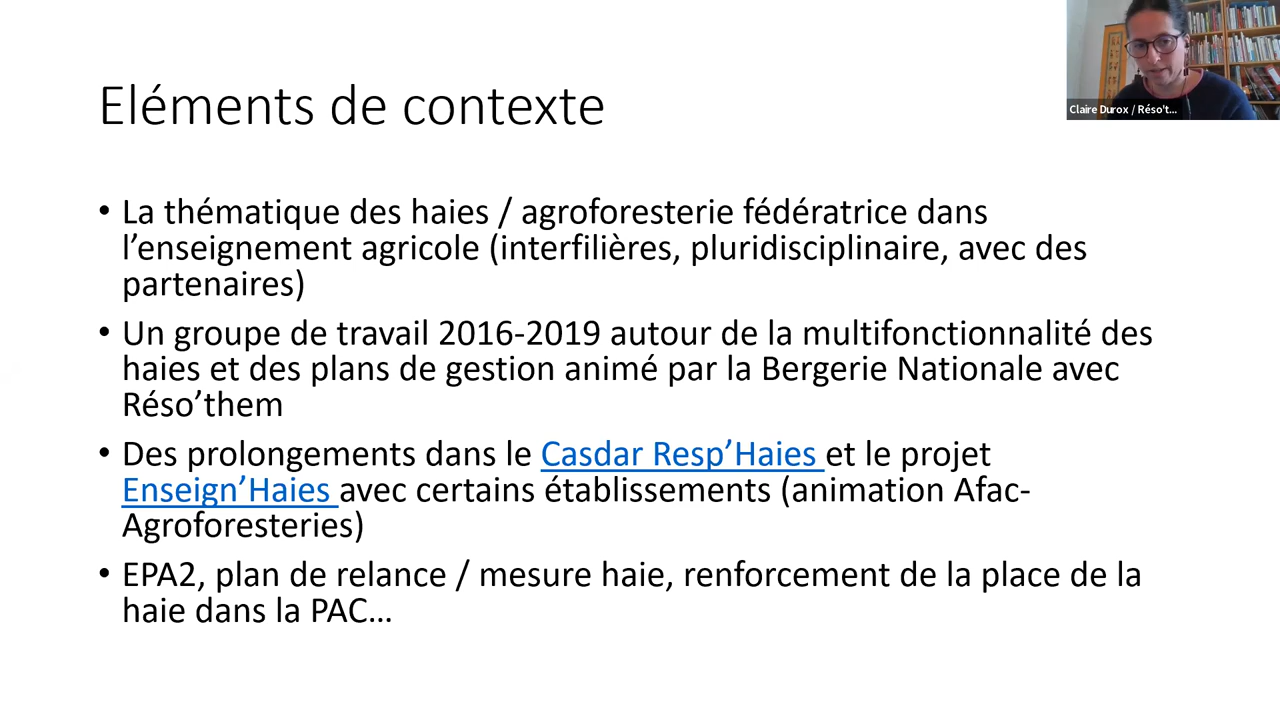 Eléments de contexte
Claire Durox / Réso't...
• La thématique des haies / agroforesterie fédératrice dans
l’enseignement agricole (interfilières, pluridisciplinaire, avec des
partenaires)
• Un groupe de travail 2016-2019 autour de la multifonctionnalité des
haies et des plans de gestion animé par la Bergerie Nationale avec
Réso’them
• Des prolongements dans le Casdar Resp’Haies et le projet
Enseign’Haies avec certains établissements (animation Afac-
Agroforesteries)
• EPA2, plan de relance / mesure haie, renforcement de la place de la
haie dans la PAC…